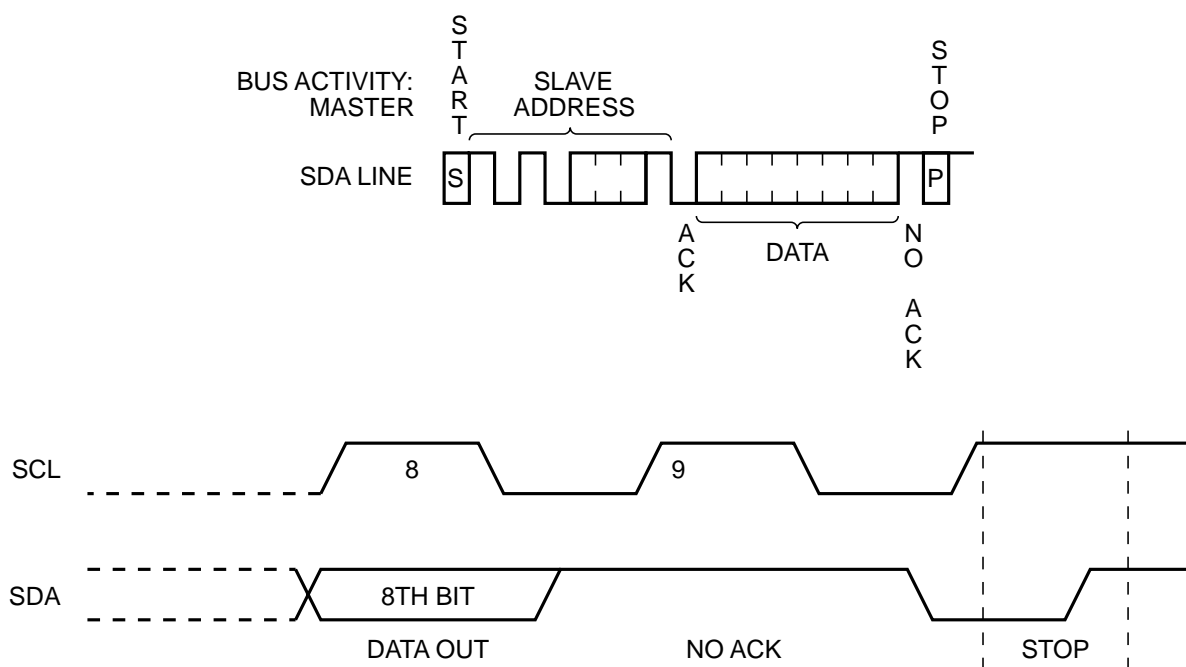 START
STOP
BUS ACTIVITY:
MASTER
SLAVE
ADDRESS
SDA LINE
S
P
ACK
DATA
NO ACK
SCL
8
9
SDA
8TH BIT
DATA OUT
NO ACK
STOP